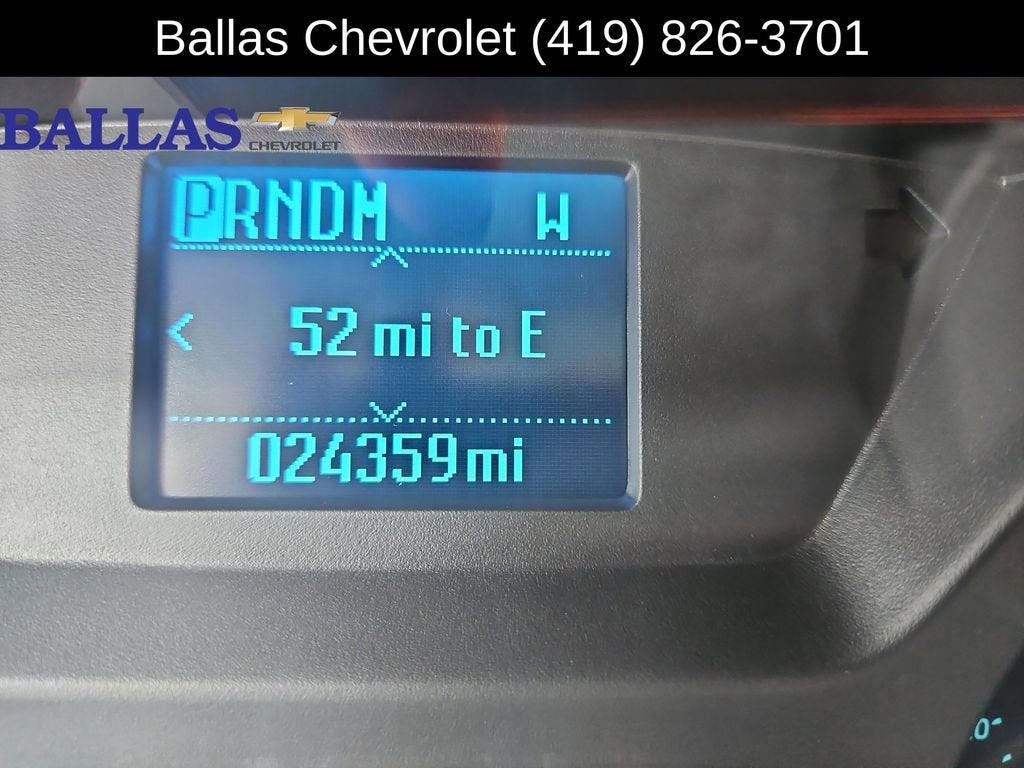 Ballas Chevrolet (419) 826-3701
BALLAS
CHEVROLET
PRNDM W
52 mi to E
024359mi